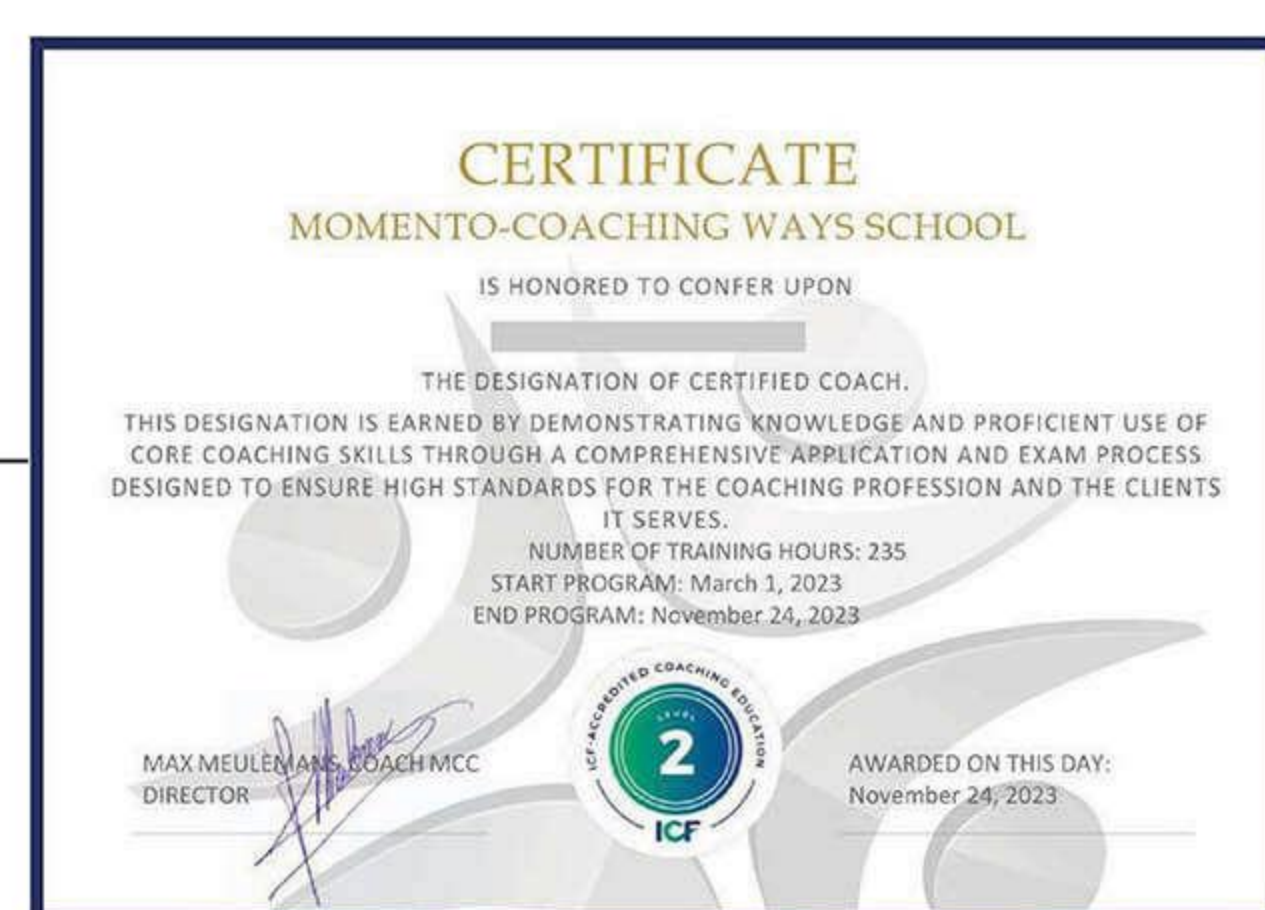 CERTIFICATE
MOMENTO-COACHING WAYS SCHOOL
IS HONORED TO CONFER UPON
THE DESIGNATION OF CERTIFIED COACH.
THIS DESIGNATION IS EARNED BY DEMONSTRATING KNOWLEDGE AND PROFICIENT USE OF
CORE COACHING SKILLS THROUGH A COMPREHENSIVE APPLICATION AND EXAM PROCESS
DESIGNED TO ENSURE HIGH STANDARDS FOR THE COACHING PROFESSION AND THE CLIENTS
IT SERVES.
NUMBER OF TRAINING HOURS: 235
START PROGRAM: March 1, 2023
END PROGRAM: November 24, 2023
ICF-ACCREDITED COACHING EDUCATION
LEVEL
2
ICF
MAX MEULEMANS, COACH MCC
DIRECTOR
AWARDED ON THIS DAY:
November 24, 2023